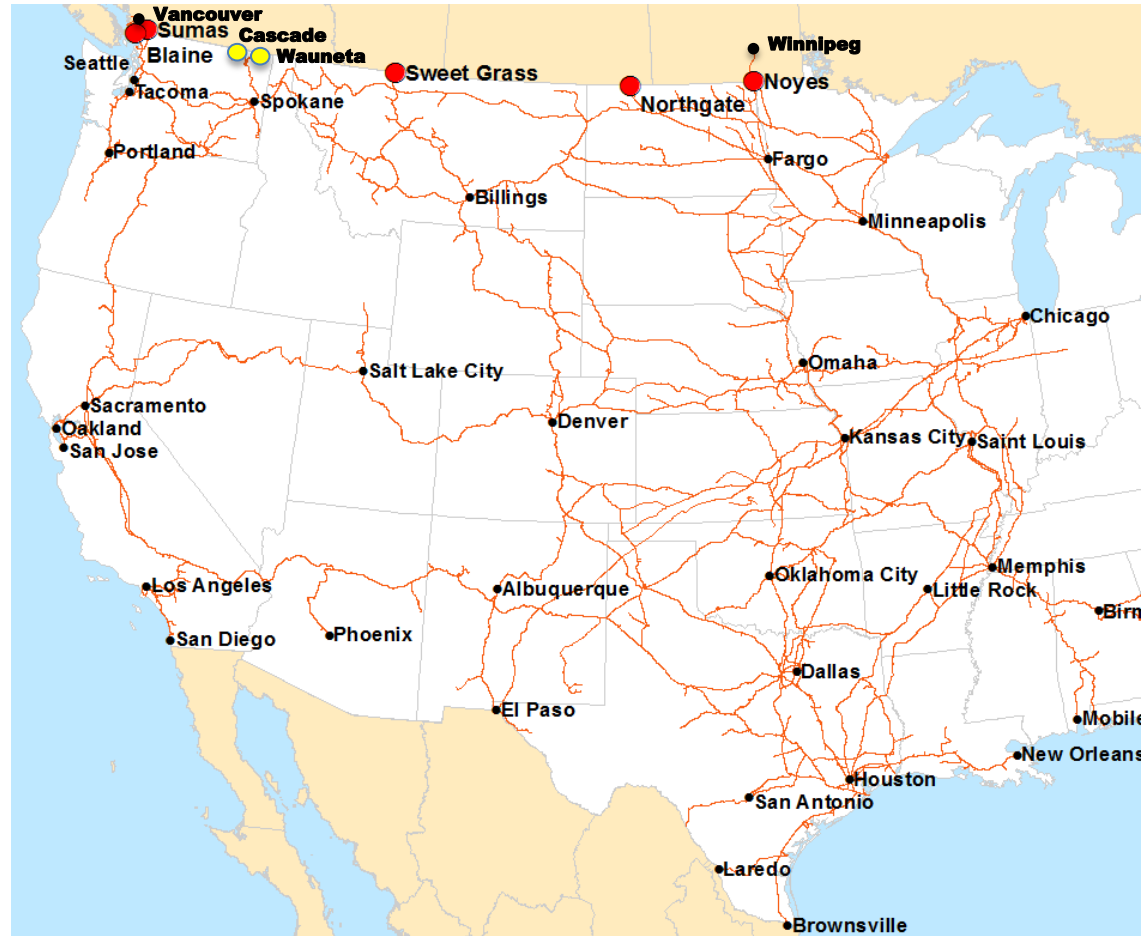 Vancouver
Sumas
Cascade
Blaine
Wauneta
Winnipeg
Seattle
Sweet Grass
Noyes
Tacoma
Spokane
Northgate
Portland
Fargo
Billings
Minneapolis
Chicago
Salt Lake City
Omaha
Sacramento
Denver
Oakland
Kansas City
Saint Louis
San Jose
Los Angeles
Albuquerque
Oklahoma City
Memphis
Little Rock
Birm
San Diego
Phoenix
Dallas
El Paso
Mobile
New Orleans
Houston
San Antonio
Laredo
Brownsville